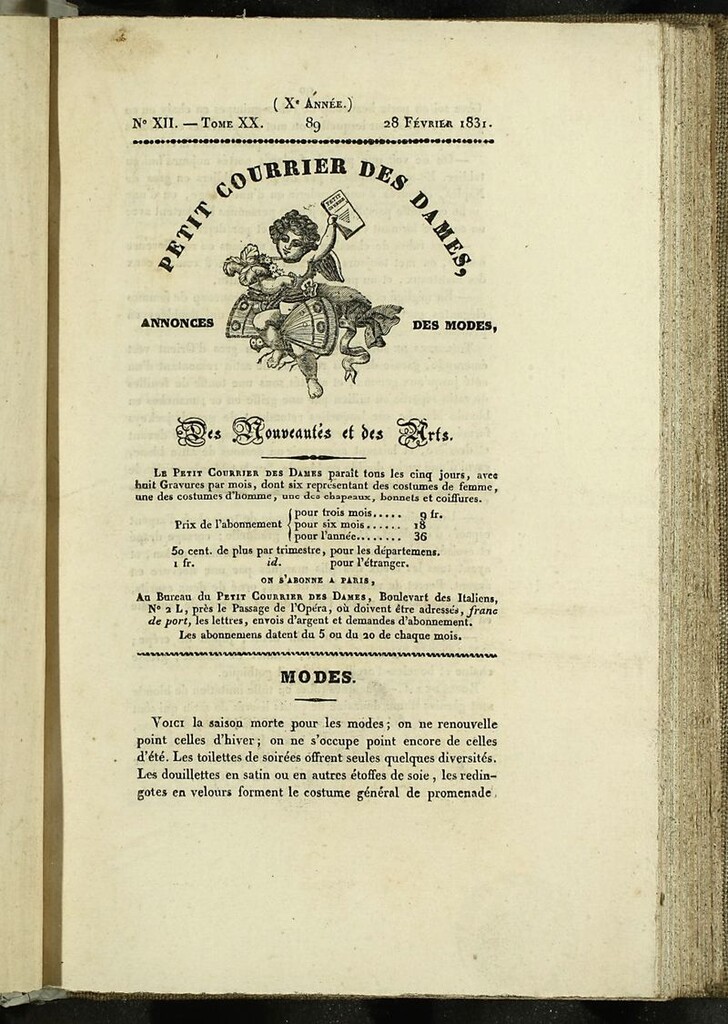 ( Xe ANNÉE.)
No XII. — TOME XX. 89 28 FÉVRIER 1831.
PETIT COURRIER DES DAMES,
PETIT
ANNONCES DES MODES,
Des Nouveautés et des Arts.
LE PETIT COURRIER DES DAMES paraît tous les cinq jours, avec
huit Gravures par mois, dont six représentant des costumes de femme,
une des costumes d'homme, une des chapeaux, bonnets et coiffures.
pour trois mois..... 9 fr.
Prix de l'abonnement { pour six mois...... 18
pour l'année........ 36
50 cent. de plus par trimestre, pour les départemens.
1 fr. id. pour l'étranger.
ON S'ABONNE A PARIS,
Au Bureau du PETIT COURRIER DES DAMES, Boulevart des Italiens,
No 2 L, près le Passage de l'Opéra, où doivent être adressés, franc
de port, les lettres, envois d'argent et demandes d'abonnement.
Les abonnemens datent du 5 ou du 20 de chaque mois.
MODES.
VOICI la saison morte pour les modes ; on ne renouvelle
point celles d'hiver ; on ne s'occupe point encore de celles
d'été. Les toilettes de soirées offrent seules quelques diversités.
Les douillettes en satin ou en autres étoffes de soie , les redin-
gotes en velours forment le costume général de promenade